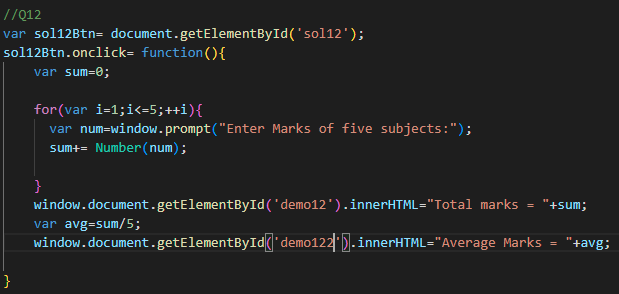 //Q12
var sol12Btn= document.getElementById('sol12');
sol12Btn.onclick= function(){
var sum=0;
for(var i=1;i<=5;++i){
var num=window.prompt("Enter Marks of five subjects:");
sum+= Number(num);
}
window.document.getElementById('demo12').innerHTML="Total marks = "+sum;
var avg=sum/5;
window.document.getElementById('demo122').innerHTML="Average Marks = "+avg;
}